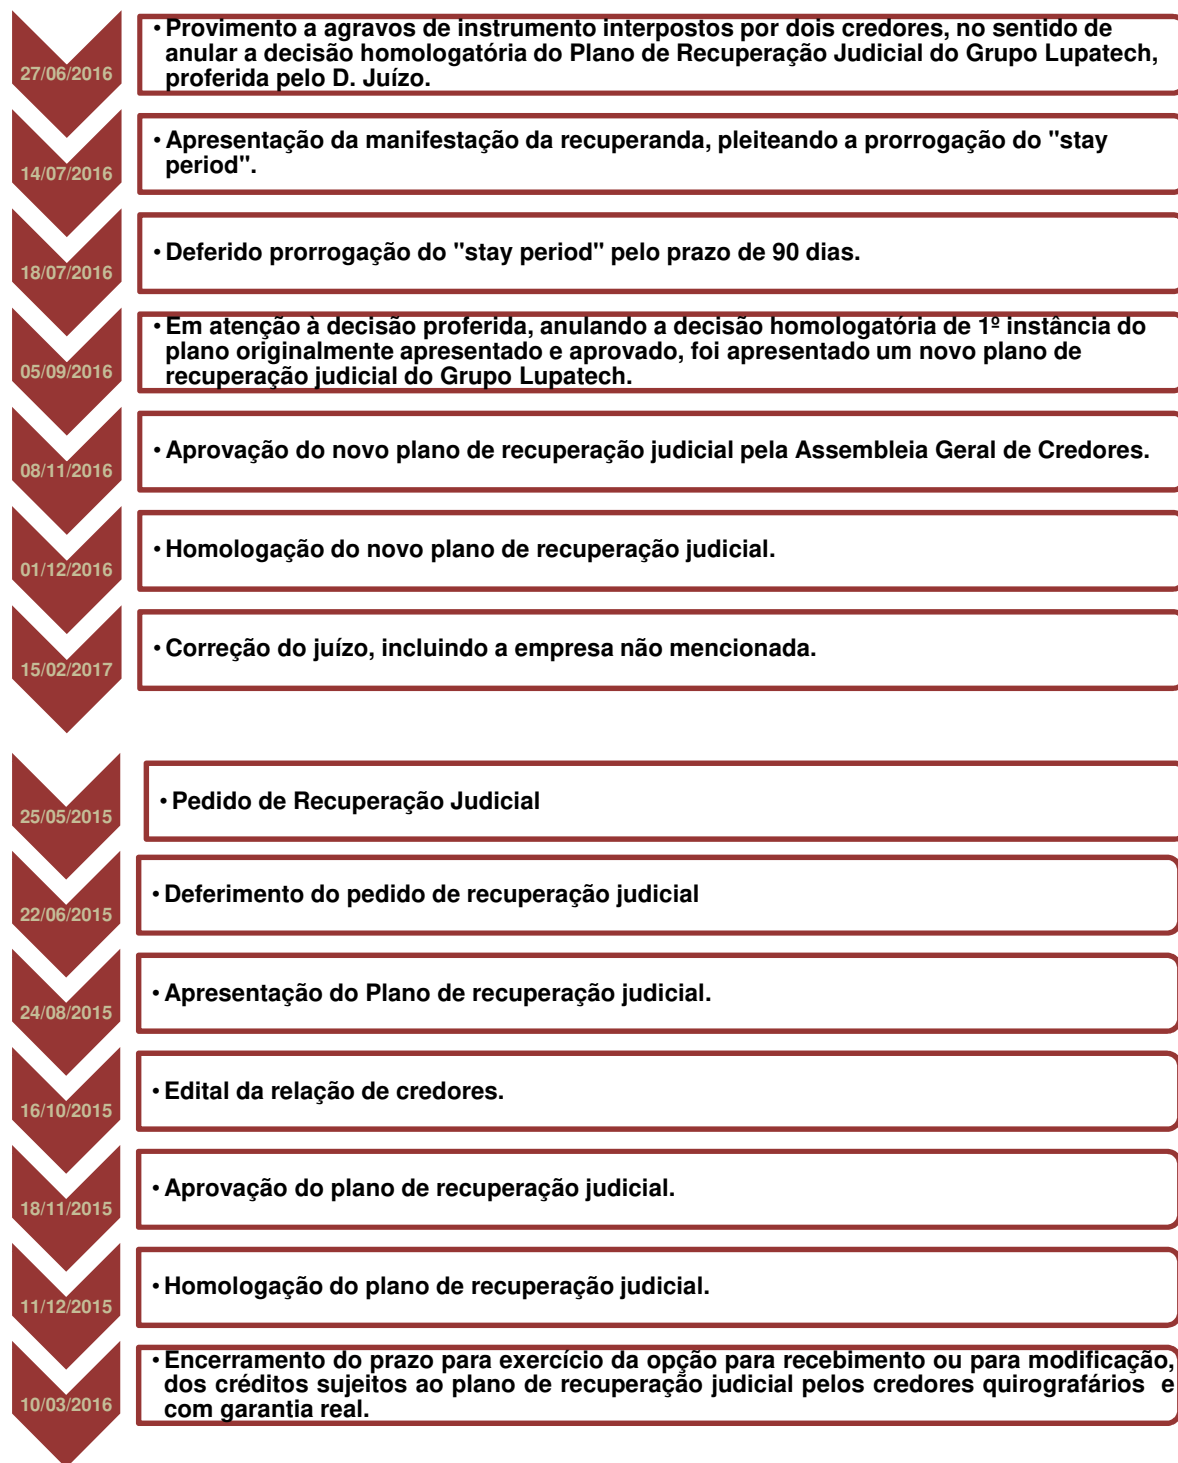 27/06/2016
• Provimento a agravos de instrumento interpostos por dois credores, no sentido de
anular a decisão homologatória do Plano de Recuperação Judicial do Grupo Lupatech,
proferida pelo D. Juízo.
14/07/2016
• Apresentação da manifestação da recuperanda, pleiteando a prorrogação do "stay
period".
18/07/2016
• Deferido prorrogação do "stay period" pelo prazo de 90 dias.
05/09/2016
• Em atenção à decisão proferida, anulando a decisão homologatória de 1º instância do
plano originalmente apresentado e aprovado, foi apresentado um novo plano de
recuperação judicial do Grupo Lupatech.
08/11/2016
• Aprovação do novo plano de recuperação judicial pela Assembleia Geral de Credores.
01/12/2016
• Homologação do novo plano de recuperação judicial.
15/02/2017
• Correção do juízo, incluindo a empresa não mencionada.
25/05/2015
• Pedido de Recuperação Judicial
22/06/2015
• Deferimento do pedido de recuperação judicial
24/08/2015
• Apresentação do Plano de recuperação judicial.
16/10/2015
• Edital da relação de credores.
18/11/2015
• Aprovação do plano de recuperação judicial.
11/12/2015
• Homologação do plano de recuperação judicial.
10/03/2016
• Encerramento do prazo para exercício da opção para recebimento ou para modificação,
dos créditos sujeitos ao plano de recuperação judicial pelos credores quirografários e
com garantia real.